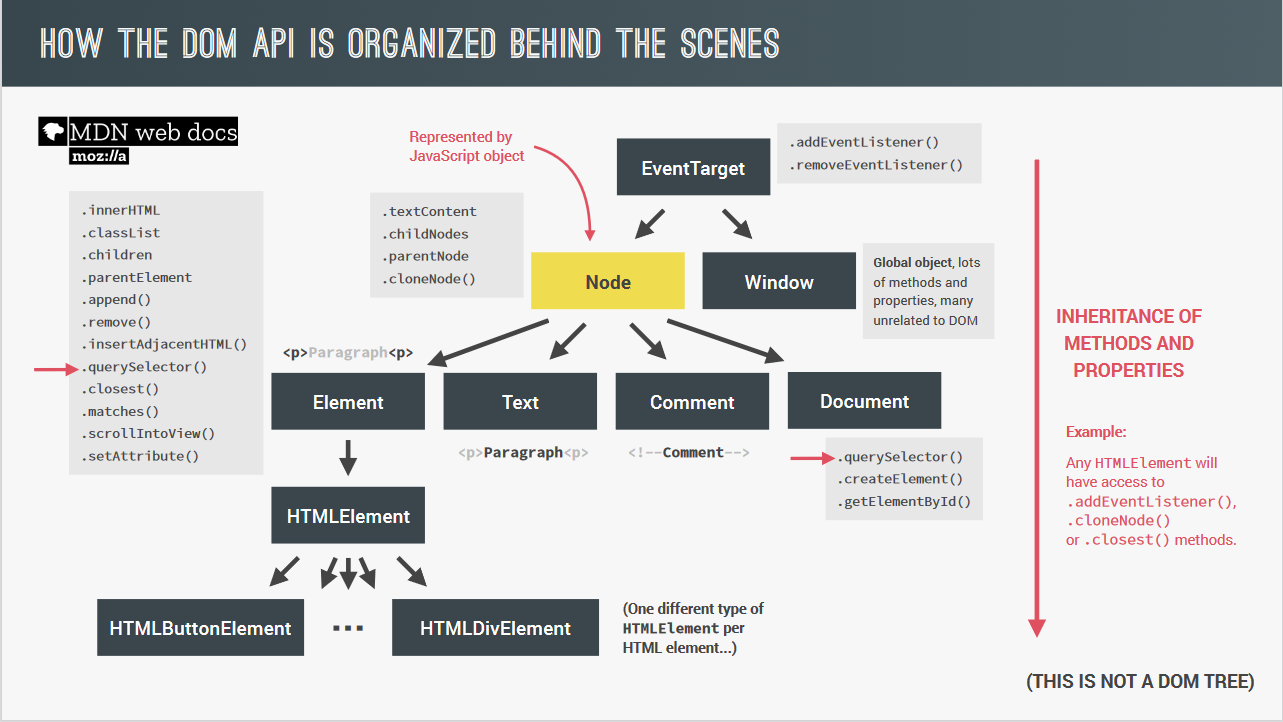 HOW THE DOM API IS ORGANIZED BEHIND THE SCENES
MDN web docs
moz://a
Represented by
JavaScript object
EventTarget
.addEventListener()
.removeEventListener()
.innerHTML
.classList
.children
.parentElement
.append()
.remove()
.insertAdjacentHTML()
.querySelector()
.closest()
.matches()
.scrollIntoView()
.setAttribute()
.textContent
.childNodes
.parentNode
.cloneNode()
Node
Window
Global object, lots
of methods and
properties, many
unrelated to DOM
INHERITANCE OF
METHODS AND
PROPERTIES
<p>Paragraph<p>
Element
Text
Comment
Document
<p>Paragraph<p>
<!--Comment-->
.querySelector()
.createElement()
.getElementById()
Example:
Any HTMLElement will
have access to
.addEventListener(),
.cloneNode()
or .closest() methods.
HTMLElement
HTMLButtonElement
...
HTMLDivElement
(One different type of
HTMLElement per
HTML element...)
(THIS IS NOT A DOM TREE)